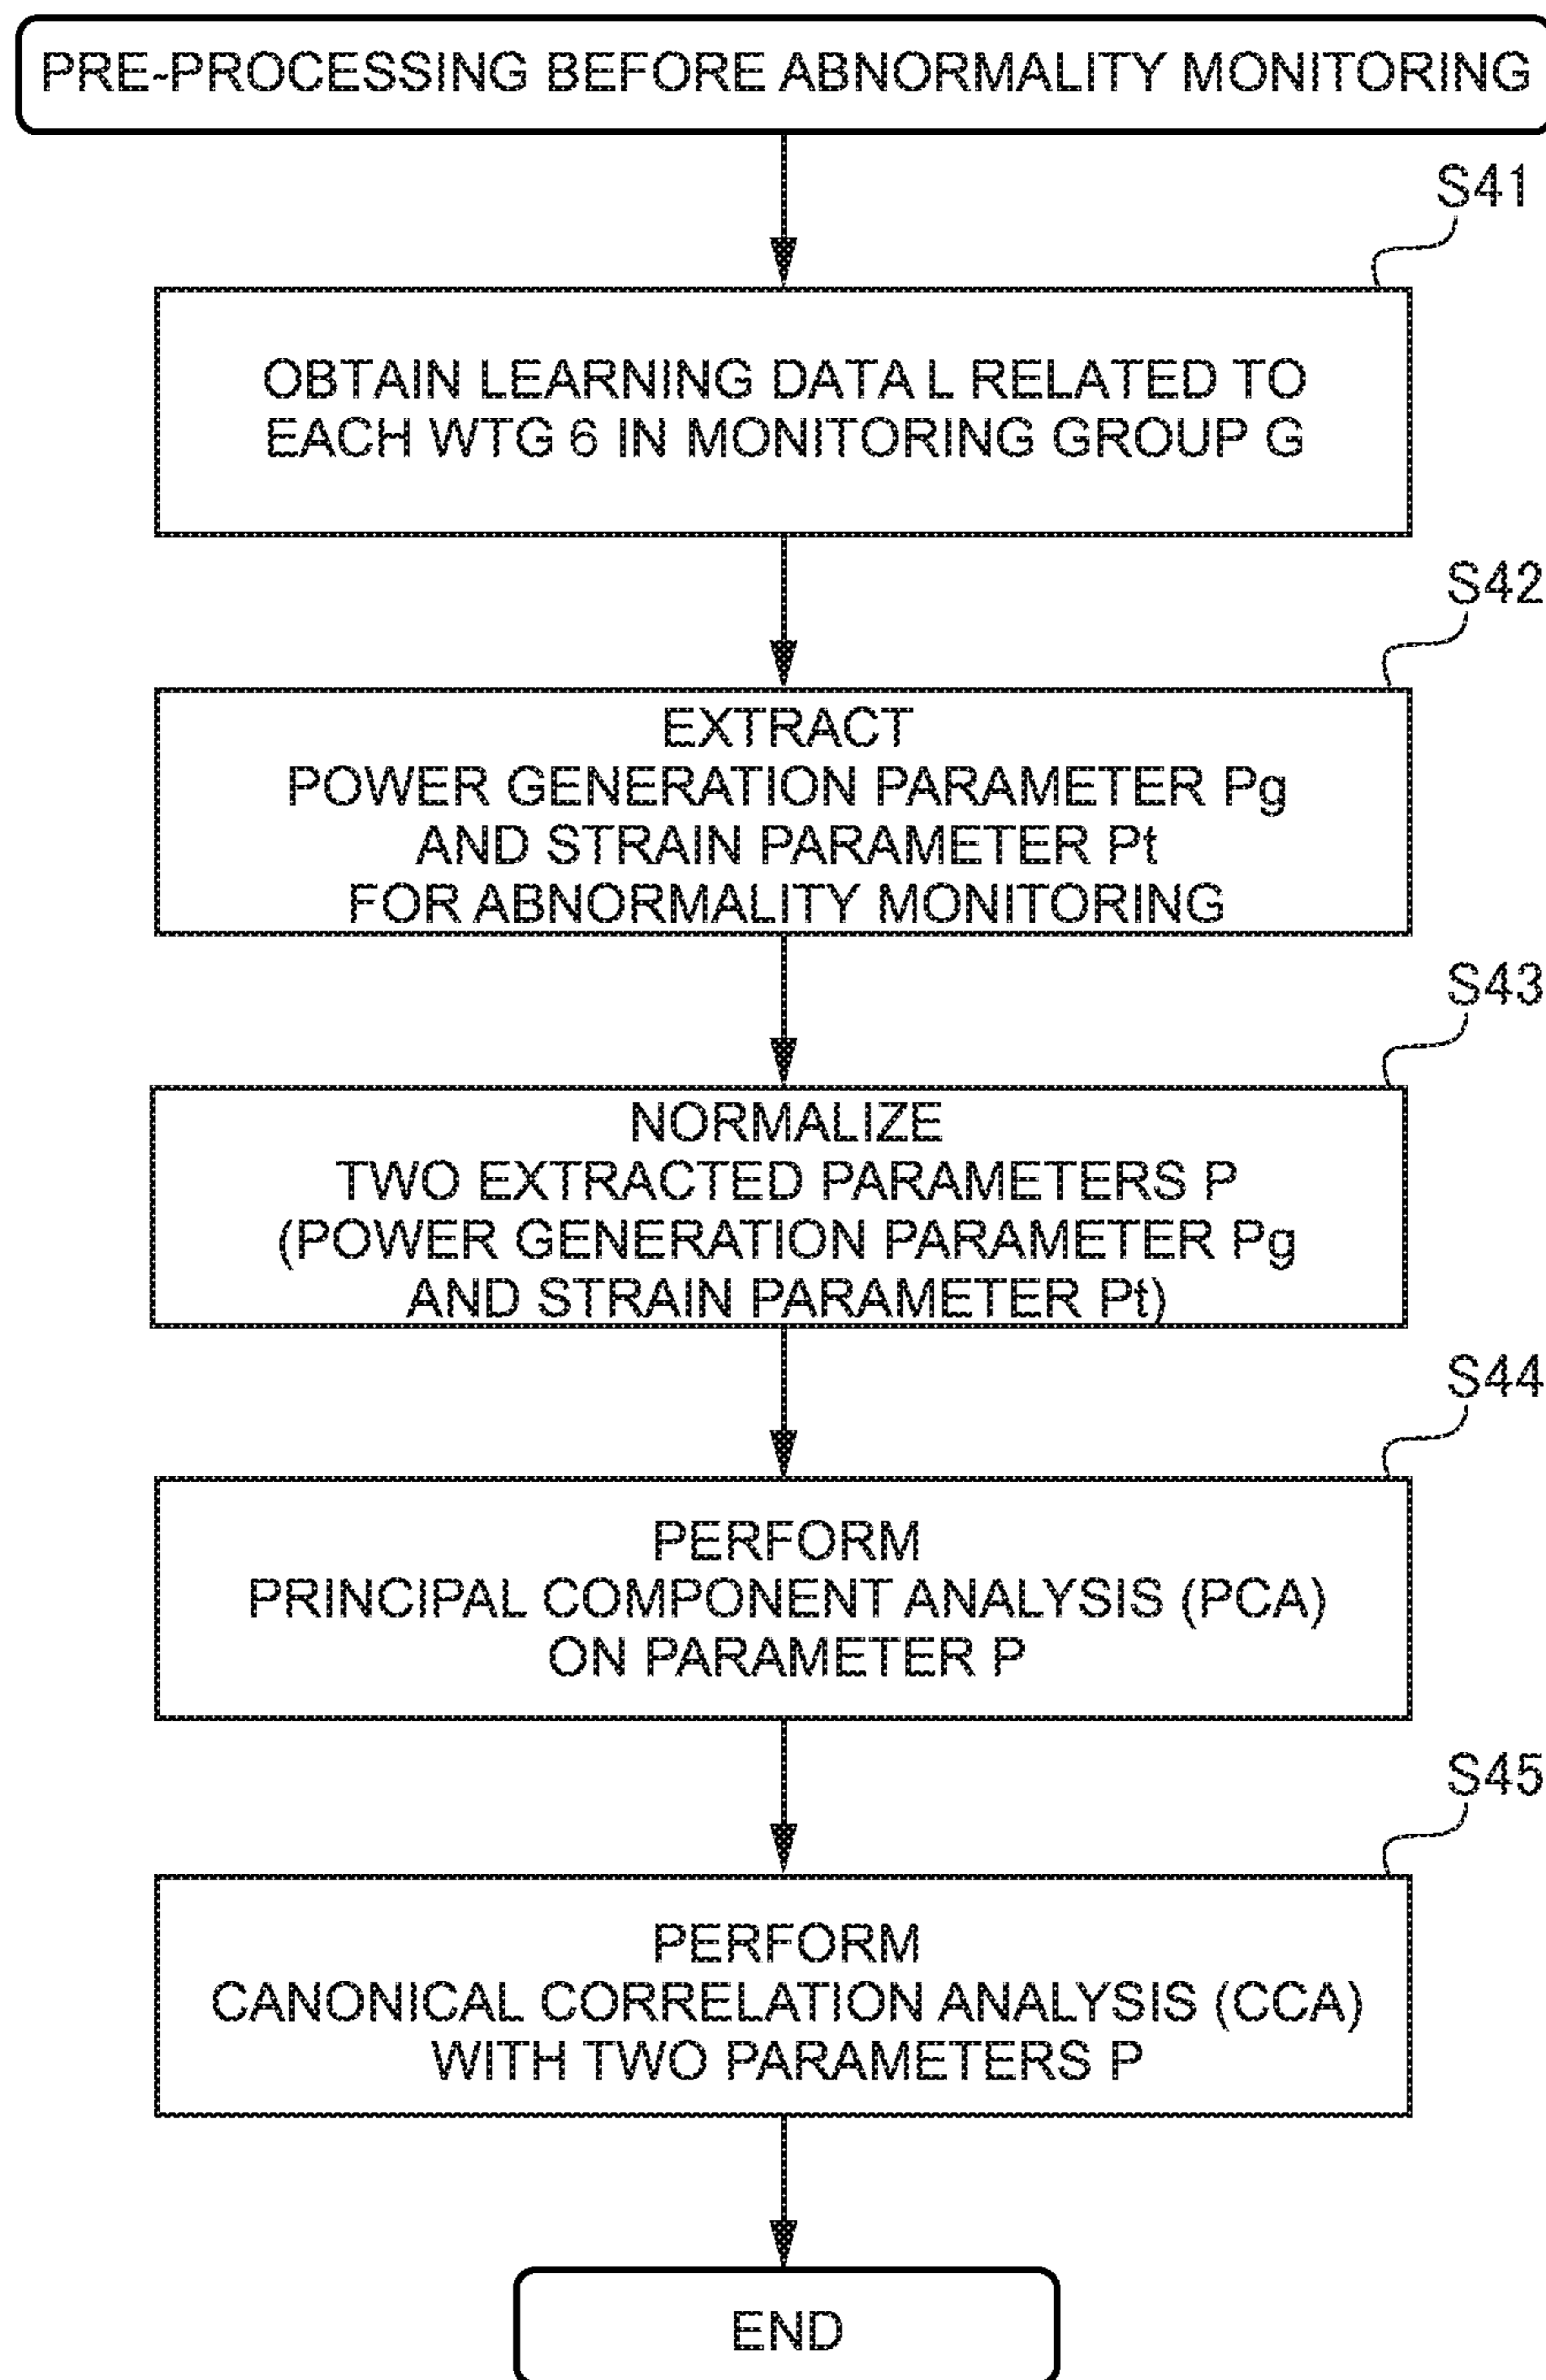 PRE-PROCESSING BEFORE ABNORMALITY MONITORING
S41
OBTAIN LEARNING DATA L RELATED TO
EACH WTG 6 IN MONITORING GROUP G
S42
EXTRACT
POWER GENERATION PARAMETER Pg
AND STRAIN PARAMETER Pt
FOR ABNORMALITY MONITORING
S43
NORMALIZE
TWO EXTRACTED PARAMETERS P
(POWER GENERATION PARAMETER Pg
AND STRAIN PARAMETER Pt)
S44
PERFORM
PRINCIPAL COMPONENT ANALYSIS (PCA)
ON PARAMETER P
S45
PERFORM
CANONICAL CORRELATION ANALYSIS (CCA)
WITH TWO PARAMETERS P
END